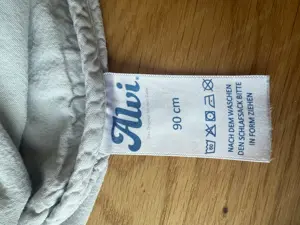 Alvi
90 cm
NACH DEM WASCHEN
DEN SCHLAFSACK BITTE
IN FORM ZIEHEN